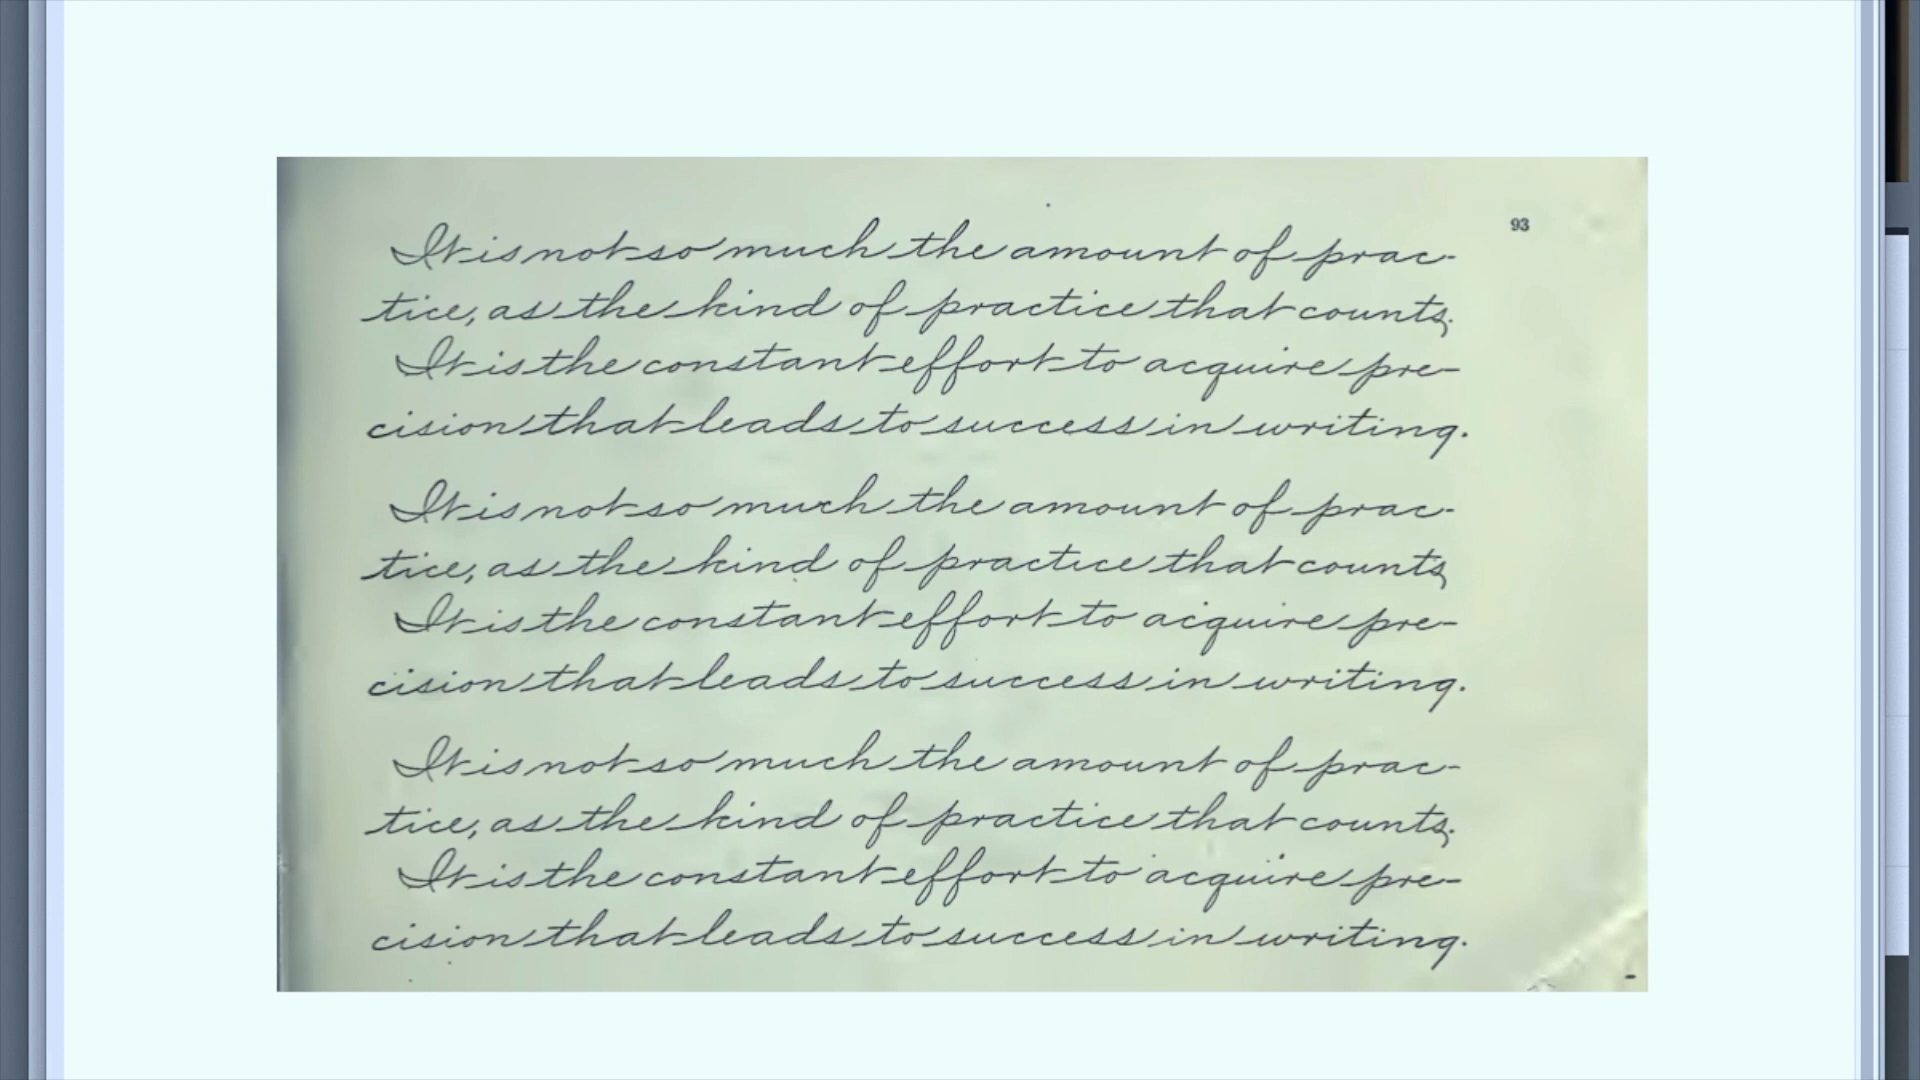 93
It is not so much the amount of prac-
tice, as the kind of practice that counts.
It is the constant effort to acquire pre-
cision that leads to success in writing.
It is not so much the amount of prac-
tice, as the kind of practice that counts,
It is the constant effort to acquire pre-
cision that leads to success in writing.
It is not so much the amount of prac-
tice, as the kind of practice that counts.
It is the constant effort to acquire pre-
cision that leads to success in writing.